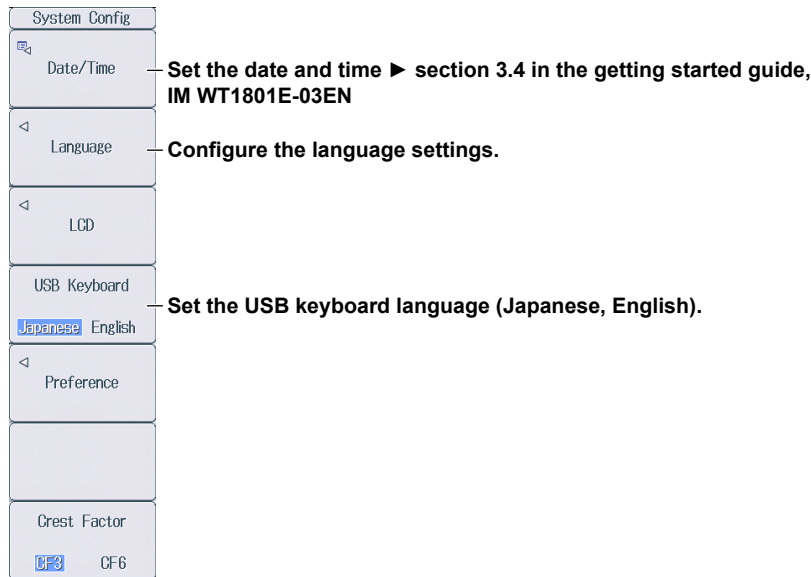 System Config
Date/Time
Set the date and time ► section 3.4 in the getting started guide,
IM WT1801E-03EN
Language
Configure the language settings.
LCD
USB Keyboard
Set the USB keyboard language (Japanese, English).
Japanese English
Preference
Crest Factor
CF3 CF6